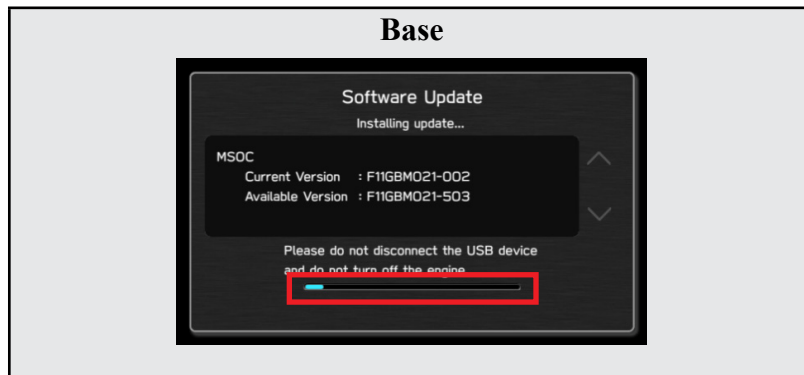 Base
Software Update
Installing update...
MSOC
Current Version : F11GBM021-002
Available Version : F11GBM021-503
Please do not disconnect the USB device
and do not turn off the engine